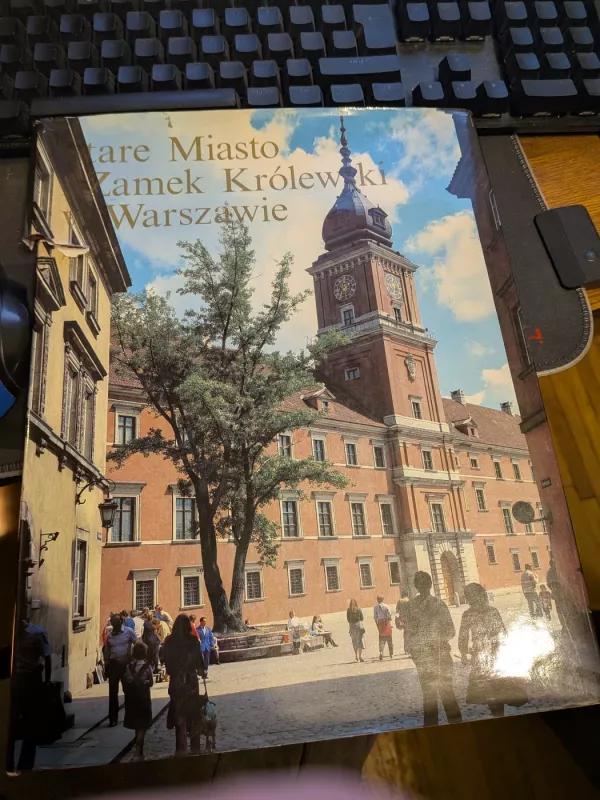 tare Miasto
Zamek Królewski
w Warszawie